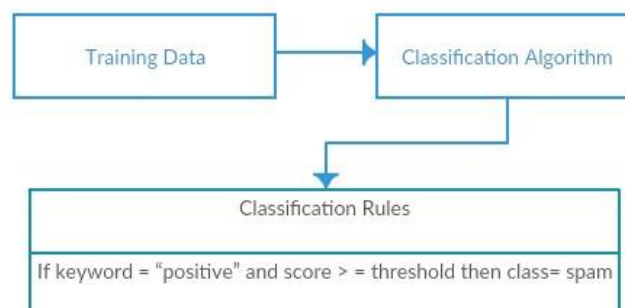 Training Data
Classification Algorithm
Classification Rules
If keyword = “positive” and score > = threshold then class= spam